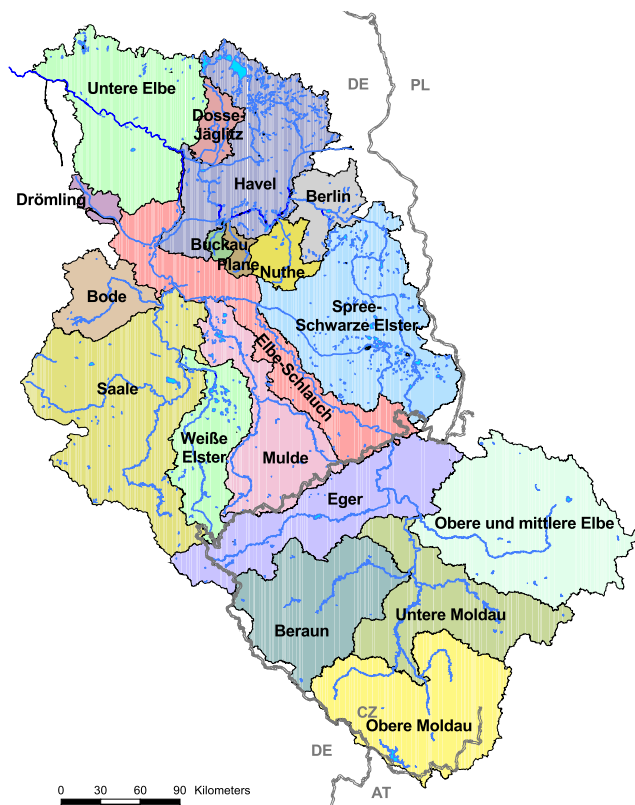 DE
PL
Untere Elbe
Dosse-
Jäglitz
Havel
Berlin
Drömling
Buckau
Plane
Nuthe
Bode
Spree-
Schwarze Elster
Elbe-Schlauch
Saale
Weiße
Elster
Mulde
Eger
Obere und mittlere Elbe
Untere Moldau
Beraun
CZ
Obere Moldau
DE
AT
0 30 60 90 Kilometers